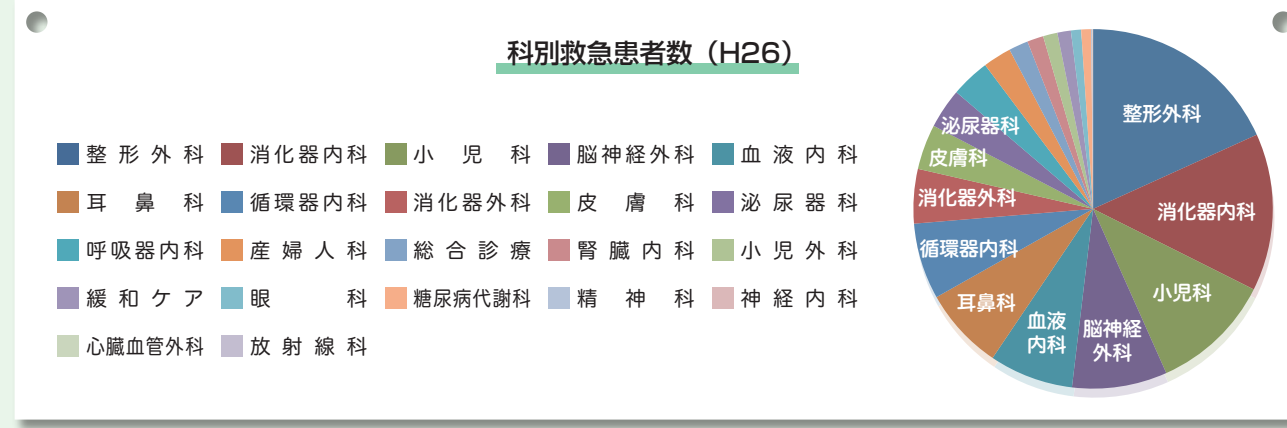 科別救急患者数（H26）
整形外科 消化器内科 小児科 脳神経外科 血液内科
耳鼻科 循環器内科 消化器外科 皮膚科 泌尿器科
呼吸器内科 産婦人科 総合診療 腎臓内科 小児外科
緩和ケア 眼科 糖尿病代謝科 精神科 神経内科
心臓血管外科 放射線科
整形外科
消化器内科
小児科
脳神経
外科
血液
内科
耳鼻科
循環器内科
消化器外科
皮膚科
泌尿器科